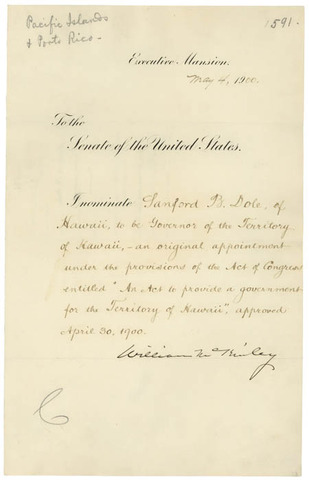 Pacific Islands
& Porto Rico -
1591.
Executive Mansion.
May 4, 1900.
To the
Senate of the United States.
I nominate Sanford B. Dole, of
Hawaii, to be Governor of the Territory
of Hawaii, - an original appointment
under the provisions of the Act of Congress
entitled "An Act to provide a government
for the Territory of Hawaii", approved
April 30, 1900.
William McKinley
C